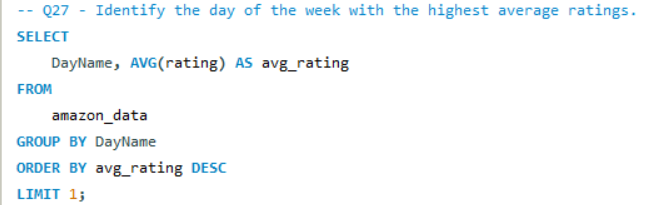 -- Q27 - Identify the day of the week with the highest average ratings.
SELECT
DayName, AVG(rating) AS avg_rating
FROM
amazon_data
GROUP BY DayName
ORDER BY avg_rating DESC
LIMIT 1;